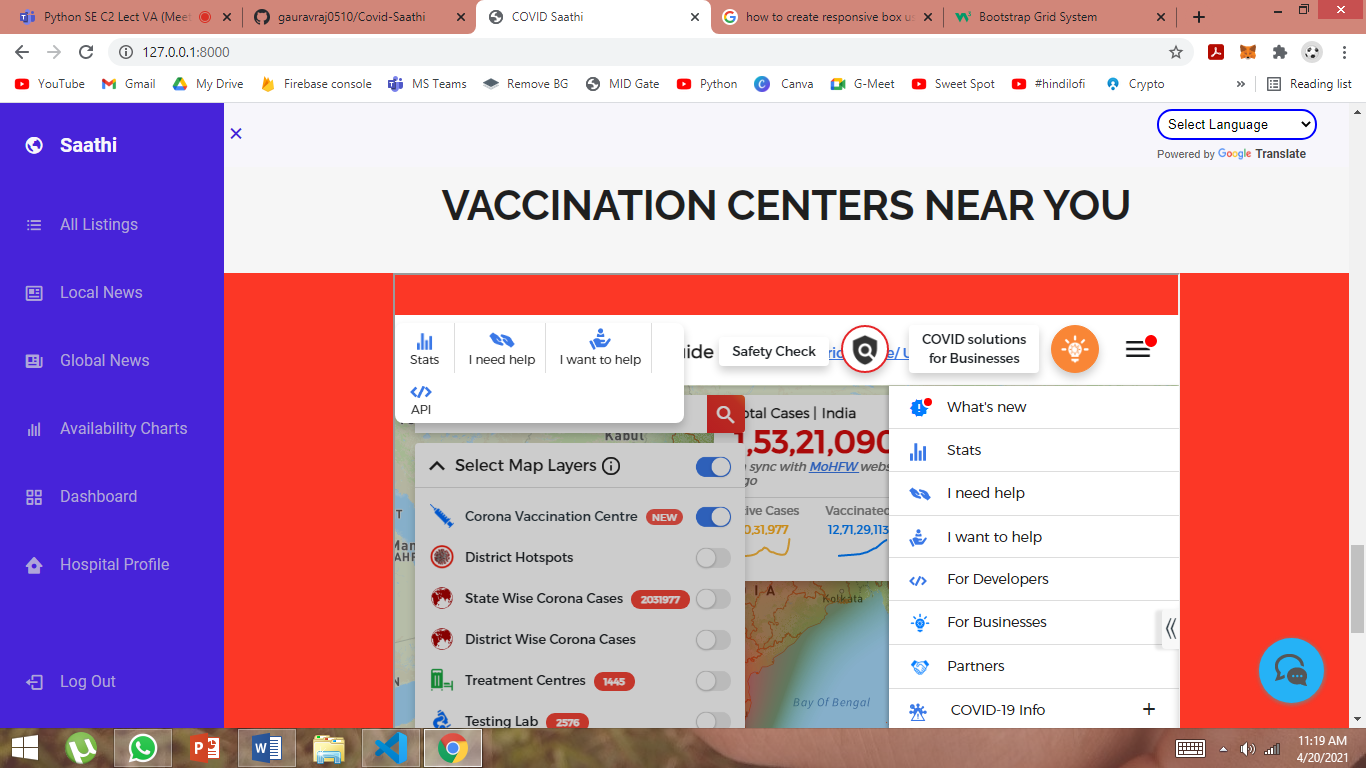 Python SE C2 Lect VA (Meet
gauravraj0510/Covid-Saathi
COVID Saathi
how to create responsive box us
Bootstrap Grid System
127.0.0.1:8000
YouTube
Gmail
My Drive
Firebase console
MS Teams
Remove BG
MID Gate
Python
Canva
G-Meet
Sweet Spot
#hindilofi
Crypto
»
Reading list
Saathi
All Listings
Local News
Global News
Availability Charts
Dashboard
Hospital Profile
Log Out
Select Language
Powered by Google Translate
VACCINATION CENTERS NEAR YOU
Stats
I need help
I want to help
API
uide
Safety Check
COVID solutions
for Businesses
Kabul
Select Map Layers
Corona Vaccination Centre NEW
District Hotspots
State Wise Corona Cases 2031977
District Wise Corona Cases
Treatment Centres 1445
Testing Lab 2576
otal Cases | India
1,53,21,090
sync with MoHFW webs
go
ive Cases
0,31,977
Vaccinated
12,71,29,113
I A
Kolkata
Bay Of Bengal
What's new
Stats
I need help
I want to help
For Developers
For Businesses
Partners
COVID-19 Info +
11:19 AM
4/20/2021